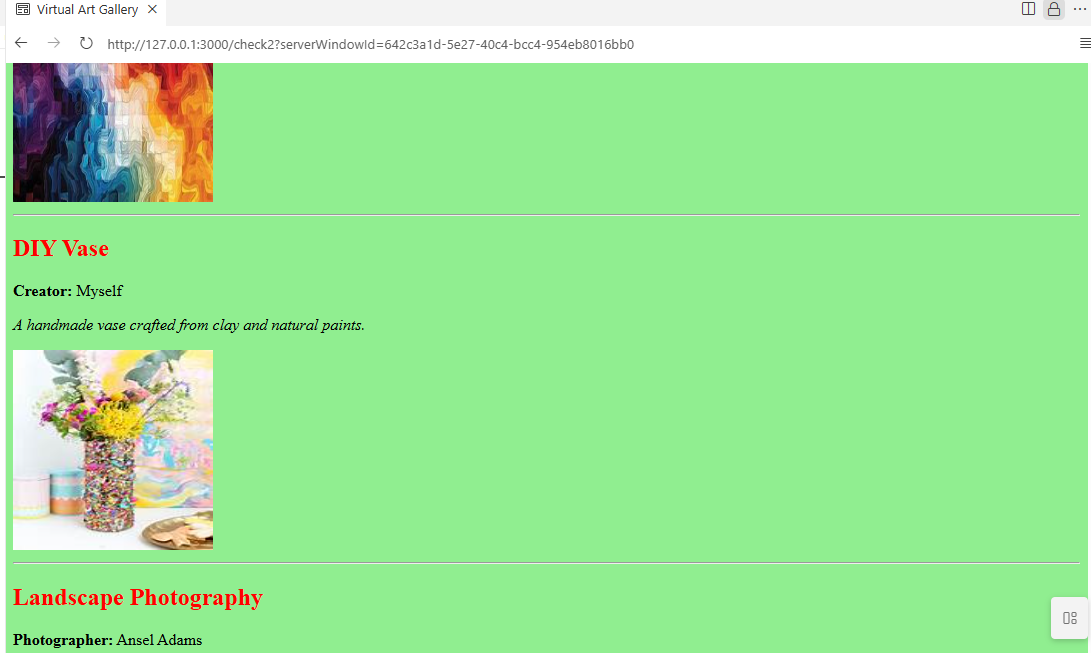 Virtual Art Gallery
http://127.0.0.1:3000/check2?serverWindowId=642c3a1d-5e27-40c4-bcc4-954eb8016bb0
DIY Vase
Creator: Myself
A handmade vase crafted from clay and natural paints.
Landscape Photography
Photographer: Ansel Adams